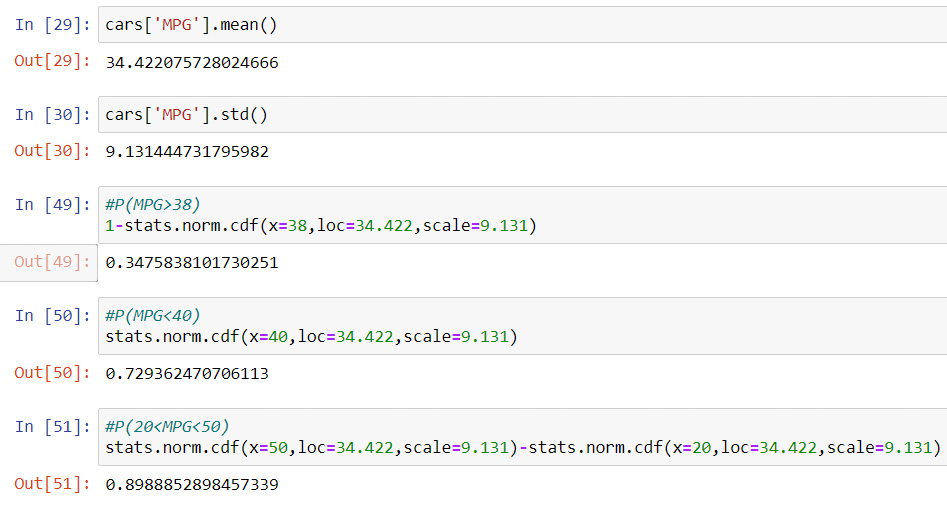 In [29]: cars['MPG'].mean()
Out[29]: 34.422075728024666
In [30]: cars['MPG'].std()
Out[30]: 9.131444731795982
In [49]: #P(MPG>38)
1-stats.norm.cdf(x=38,loc=34.422,scale=9.131)
Out[49]: 0.3475838101730251
In [50]: #P(MPG<40)
stats.norm.cdf(x=40,loc=34.422,scale=9.131)
Out[50]: 0.729362470706113
In [51]: #P(20<MPG<50)
stats.norm.cdf(x=50,loc=34.422,scale=9.131)-stats.norm.cdf(x=20,loc=34.422,scale=9.131)
Out[51]: 0.8988852898457339